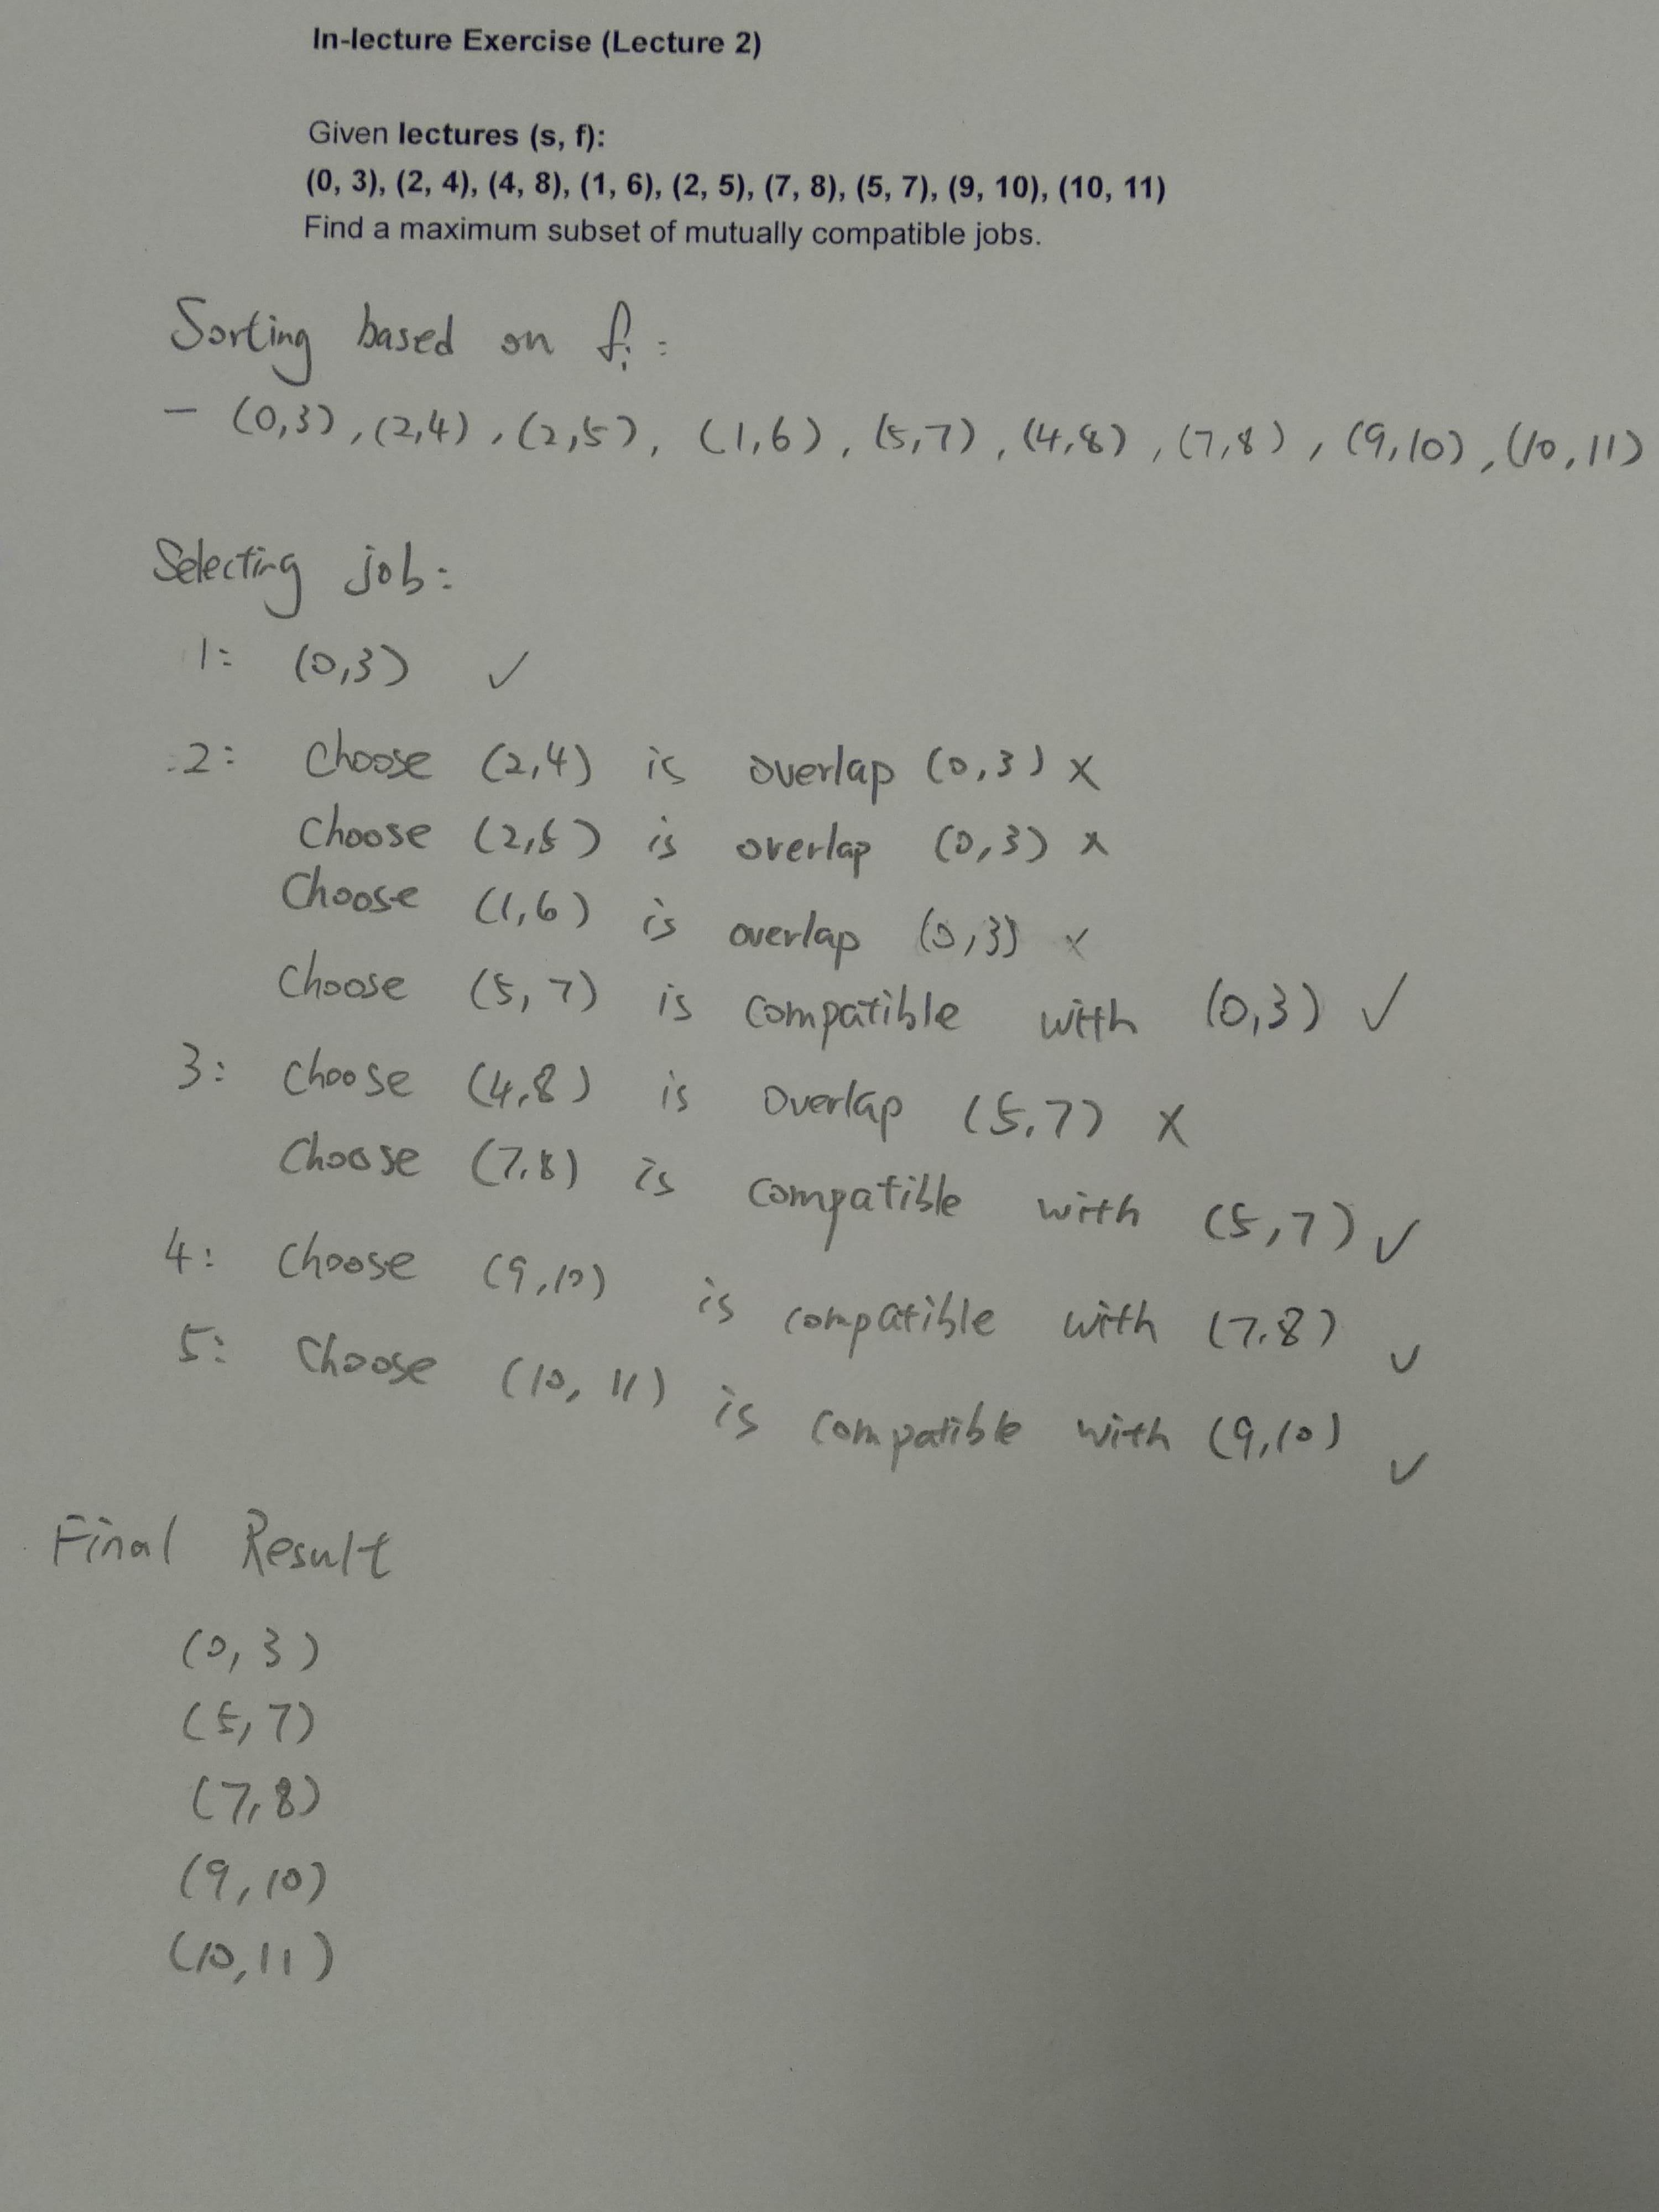 In-lecture Exercise (Lecture 2)
Given lectures (s, f):
(0, 3), (2, 4), (4, 8), (1, 6), (2, 5), (7, 8), (5, 7), (9, 10), (10, 11)
Find a maximum subset of mutually compatible jobs.
Sorting based on fi:
- (0,3), (2,4), (2,5), (1,6), (5,7), (4,8), (7,8), (9,10), (10,11)
Selecting job:
1: (0,3) ✓
2: Choose (2,4) is overlap (0,3) ×
Choose (2,5) is overlap (0,3) ×
Choose (1,6) is overlap (0,3) ×
Choose (5,7) is compatible with (0,3) ✓
3: Choose (4,8) is overlap (5,7) ×
Choose (7,8) is compatible with (5,7) ✓
4: Choose (9,10) is compatible with (7,8) ✓
5: Choose (10,11) is compatible with (9,10) ✓
Final Result
(0,3)
(5,7)
(7,8)
(9,10)
(10,11)